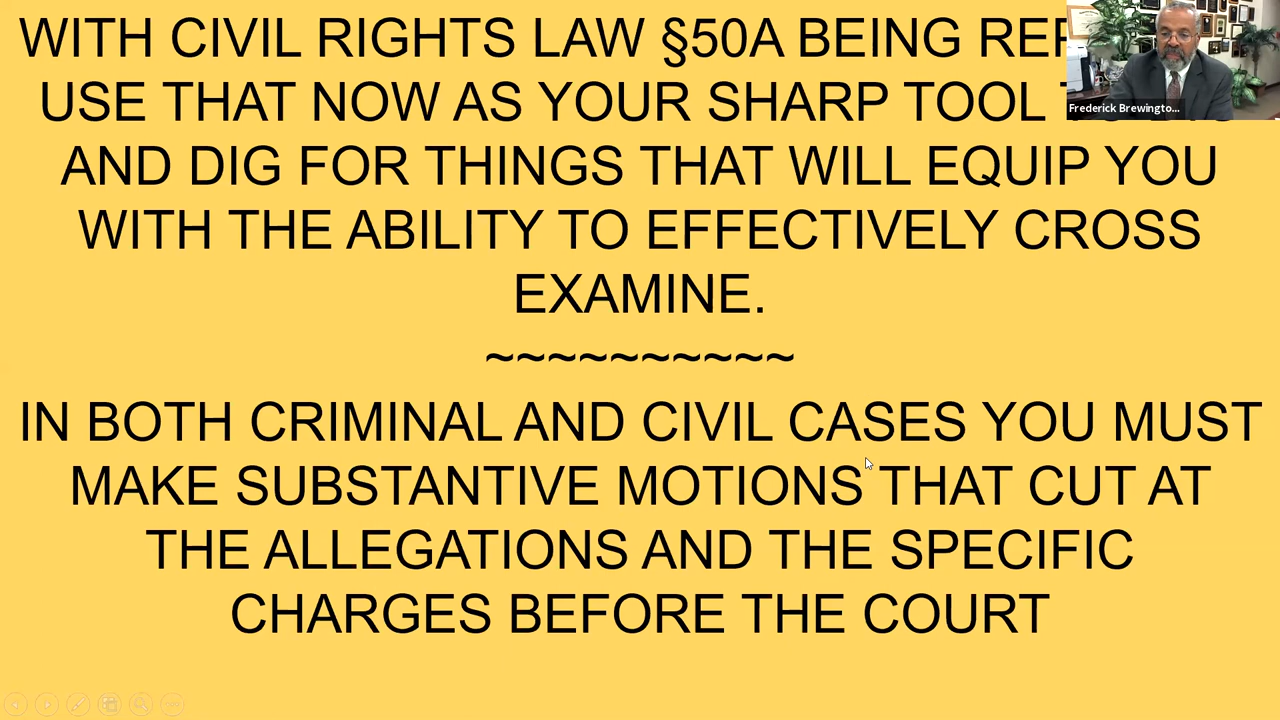 WITH CIVIL RIGHTS LAW §50A BEING
USE THAT NOW AS YOUR SHARP TOOL
AND DIG FOR THINGS THAT WILL EQUIP YOU
WITH THE ABILITY TO EFFECTIVELY CROSS
EXAMINE.
~~~~~~~~~~
IN BOTH CRIMINAL AND CIVIL CASES YOU MUST
MAKE SUBSTANTIVE MOTIONS THAT CUT AT
THE ALLEGATIONS AND THE SPECIFIC
CHARGES BEFORE THE COURT
Frederick Brewingto...